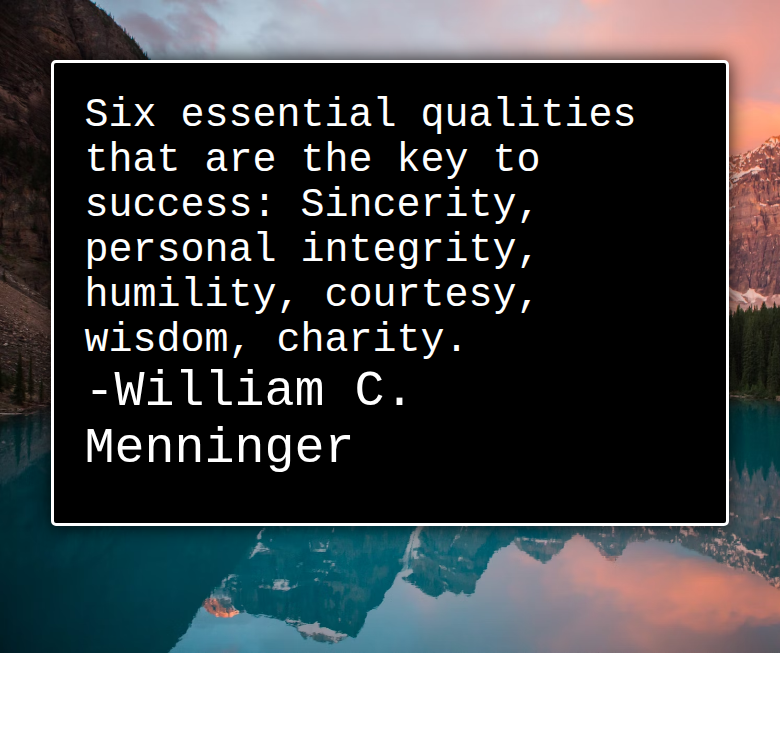 Six essential qualities
that are the key to
success: Sincerity,
personal integrity,
humility, courtesy,
wisdom, charity.
-William C.
Menninger